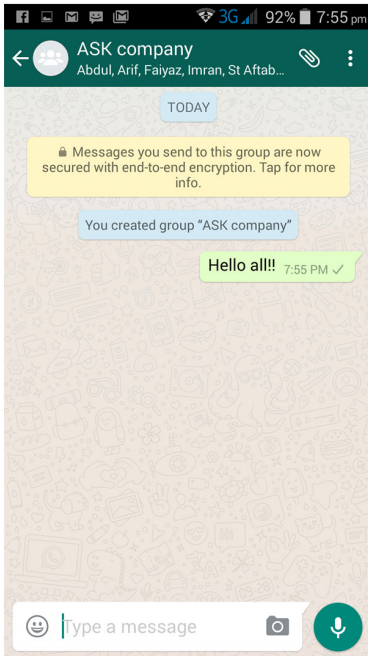 3G 92% 7:55 pm
ASK company
Abdul, Arif, Faiyaz, Imran, St Aftab...
TODAY
Messages you send to this group are now
secured with end-to-end encryption. Tap for more
info.
You created group "ASK company"
Hello all!! 7:55 PM
Type a message